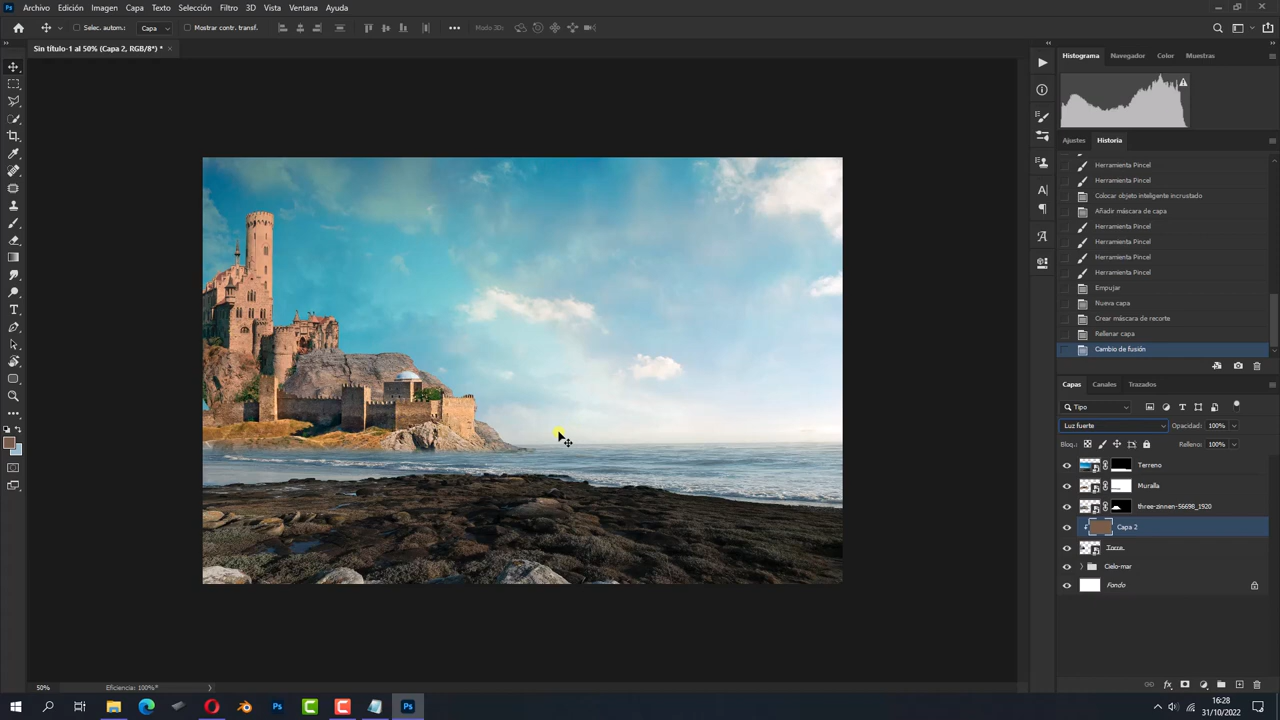 Archivo Edición Imagen Capa Texto Selección Filtro 3D Vista Ventana Ayuda
Selec. autom.: Capa Mostrar contr. transf. Modo 3D:
Sin título-1 al 50% (Capa 2, RGB/8*) *
Histograma Navegador Color Muestras
Ajustes Historia
Herramienta Pincel
Herramienta Pincel
Colocar objeto inteligente incrustado
Añadir máscara de capa
Herramienta Pincel
Herramienta Pincel
Herramienta Pincel
Herramienta Pincel
Empujar
Nueva capa
Crear máscara de recorte
Rellenar capa
Cambio de fusión
Capas Canales Trazados
Tipo
Luz fuerte Opacidad: 100%
Bloq.: Relleno: 100%
Terreno
Muralla
three-zinnen-56698_1920
Capa 2
Torre
Cielo-mar
Fondo
50% Eficiencia: 100%*
16:28
31/10/2022